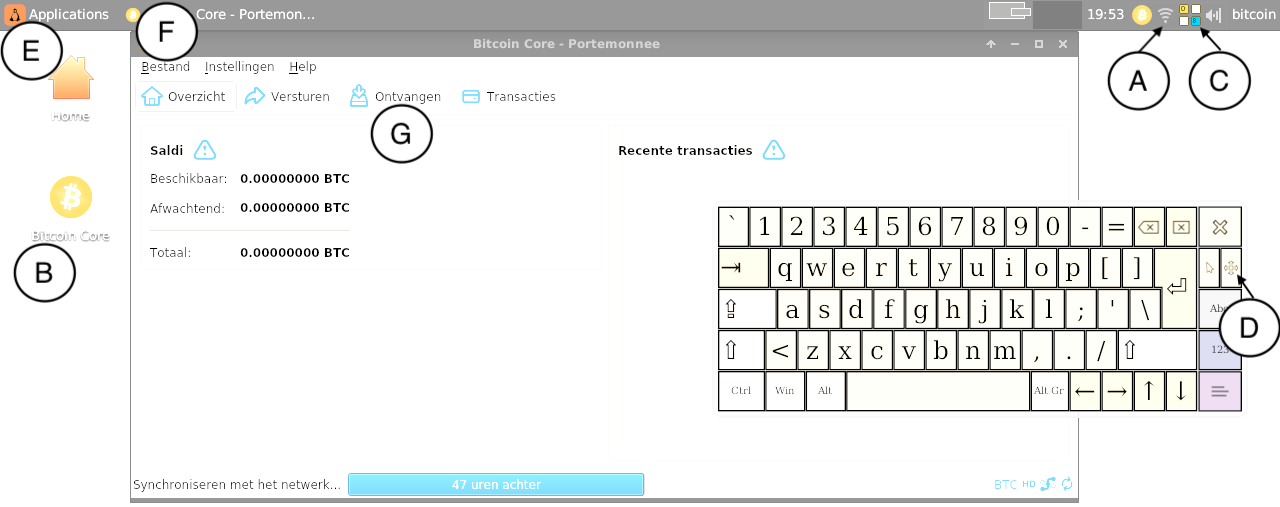 Applications
Core - Portemon...
19:53
bitcoin
E
F
A
C
Home
Bitcoin Core
B
Bitcoin Core - Portemonnee
Bestand Instellingen Help
Overzicht Versturen Ontvangen Transacties
G
Saldi
Beschikbaar: 0.00000000 BTC
Afwachtend: 0.00000000 BTC
Totaal: 0.00000000 BTC
Recente transacties
` 1 2 3 4 5 6 7 8 9 0 - =
q w e r t y u i o p [ ]
a s d f g h j k l ; ' \
D
< z x c v b n m , . /
Ctrl Win Alt Alt Gr
Synchroniseren met het netwerk...
47 uren achter
BTC HD